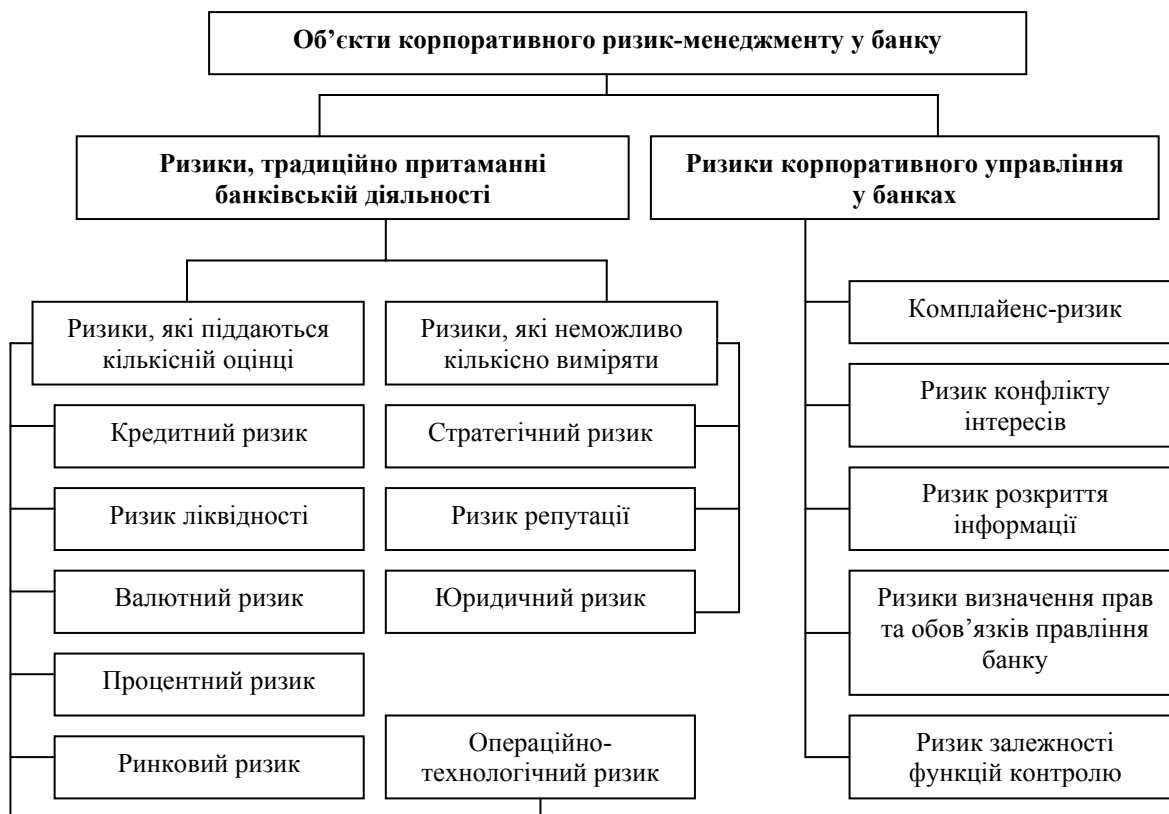 Об’єкти корпоративного ризик-менеджменту у банку
Ризики, традиційно притаманні
банківській діяльності
Ризики корпоративного управління
у банках
Ризики, які піддаються
кількісній оцінці
Кредитний ризик
Ризик ліквідності
Валютний ризик
Процентний ризик
Ринковий ризик
Ризики, які неможливо
кількісно виміряти
Стратегічний ризик
Ризик репутації
Юридичний ризик
Операційно-
технологічний ризик
Комплайенс-ризик
Ризик конфлікту
інтересів
Ризик розкриття
інформації
Ризики визначення прав
та обов’язків правління
банку
Ризик залежності
функцій контролю